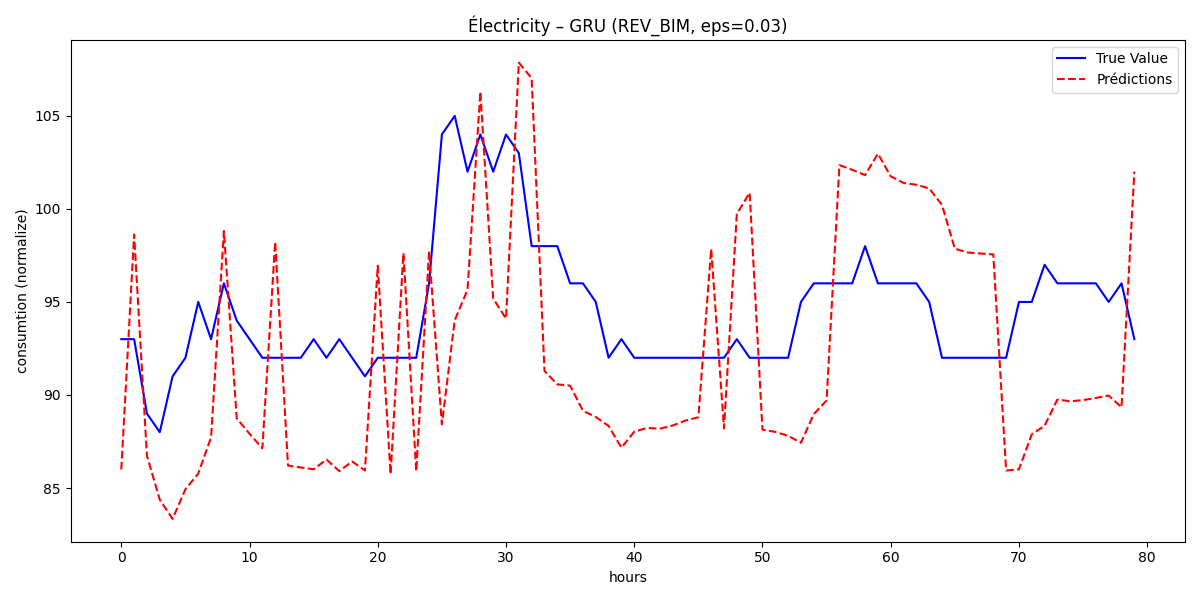 Électricity – GRU (REV_BIM, eps=0.03)
True Value
Prédictions
consumtion (normalize)
105
100
95
90
85
0 10 20 30 40 50 60 70 80
hours